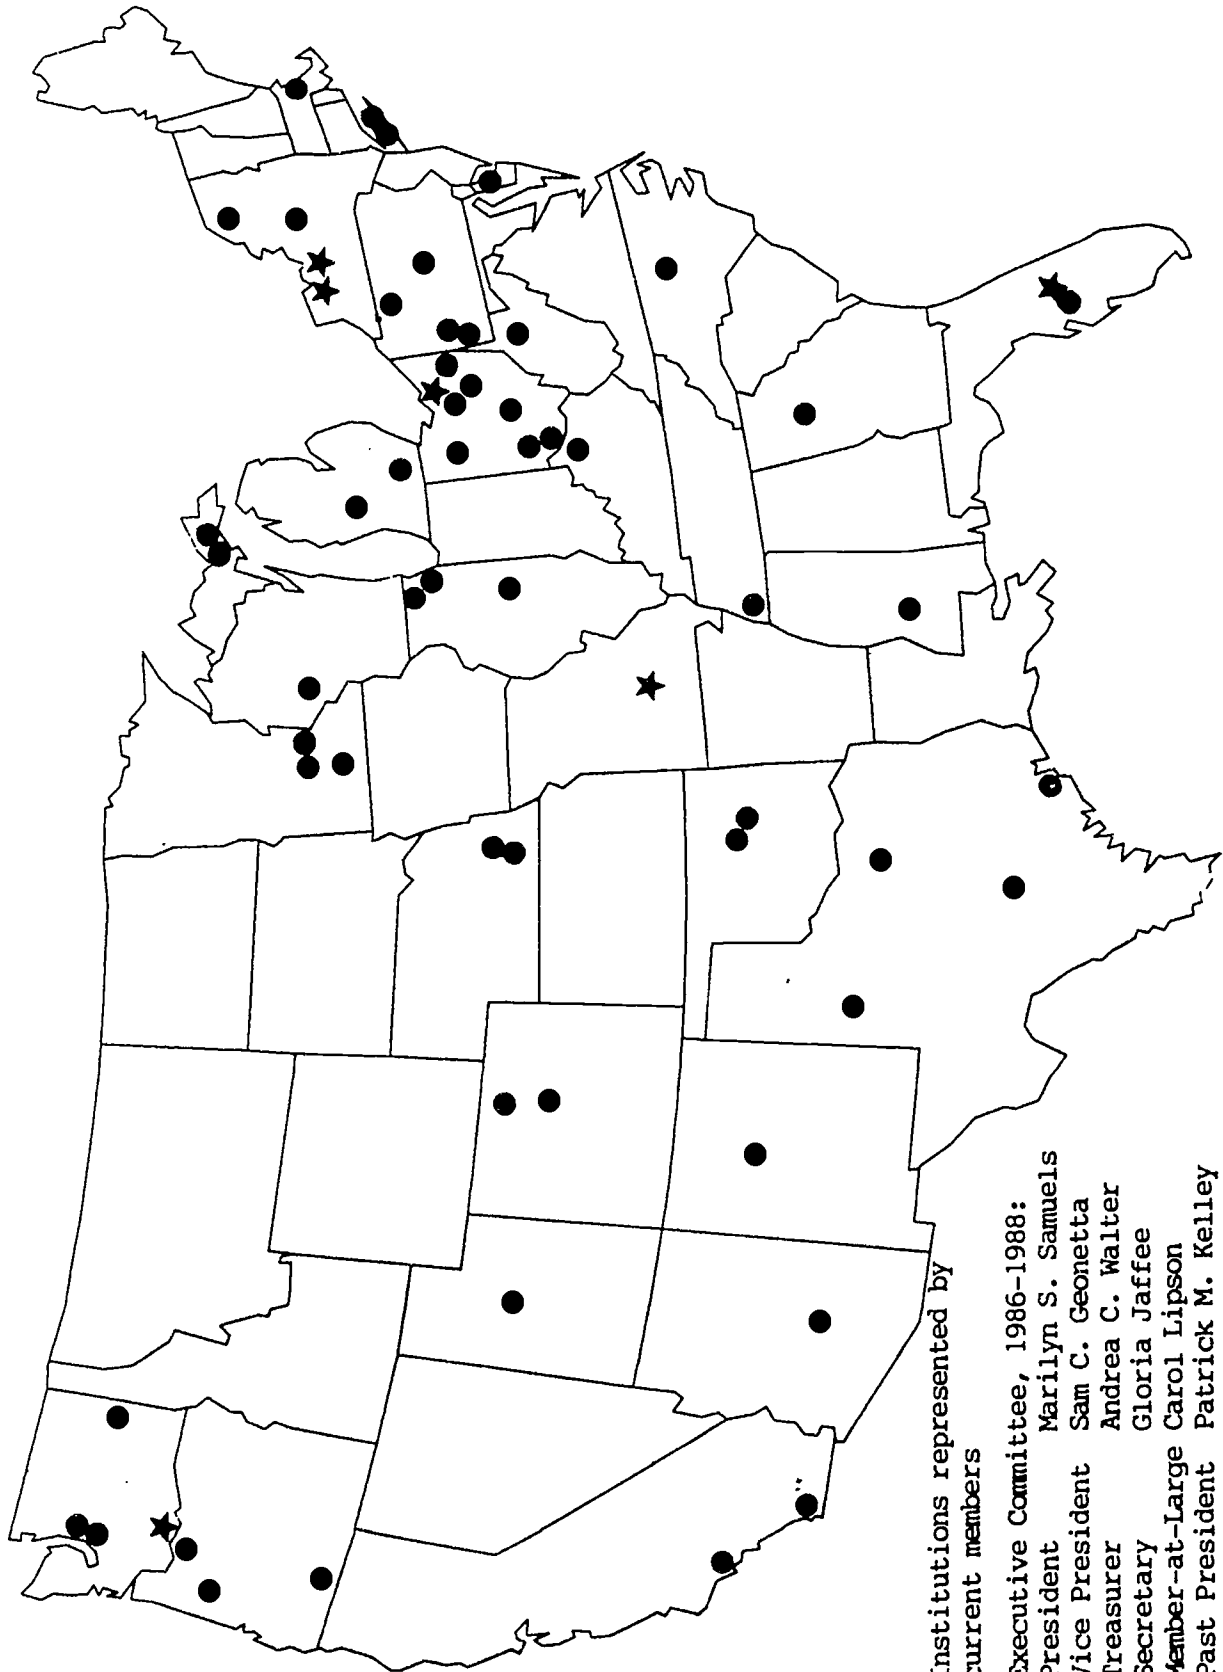 Institutions represented by
current members
Executive Committee, 1986-1988:
President Marilyn S. Samuels
Vice President Sam C. Geonetta
Treasurer Andrea C. Walter
Secretary Gloria Jaffee
Member-at-Large Carol Lipson
Past President Patrick M. Kelley